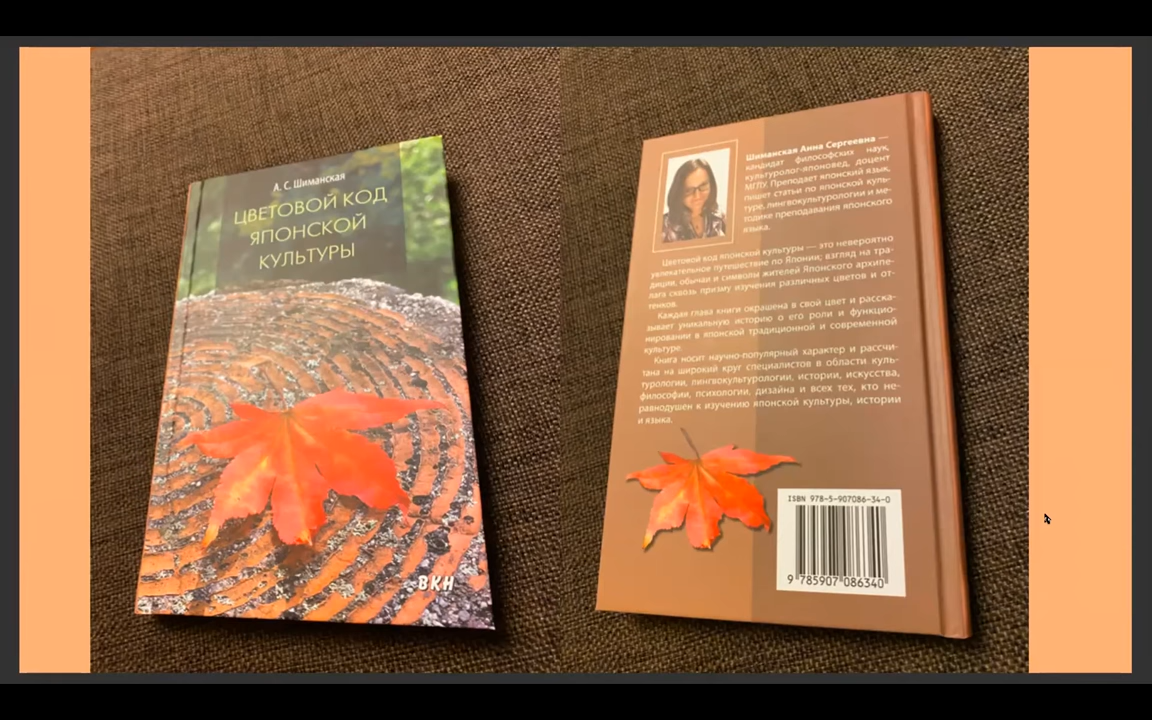 А. С. Шиманская
ЦВЕТОВОЙ КОД
ЯПОНСКОЙ
КУЛЬТУРЫ
ВКН
Шиманская Анна Сергеевна —
кандидат философских наук,
культуролог-японовед, доцент
МГПУ. Преподает японский язык,
пишет статьи по японской куль-
туре, лингвокультурологии и ме-
тодике преподавания японского
языка.
Цветовой код японской культуры — это невероятно
увлекательное путешествие по Японии; взгляд на тра-
диции, обычаи и символы жителей Японского архипе-
лага сквозь призму изучения различных цветов и от-
тенков.
Каждая глава книги окрашена в свой цвет и расска-
зывает уникальную историю о его роли и функцио-
нировании в японской традиционной и современной
культуре.
Книга носит научно-популярный характер и рассчи-
тана на широкий круг специалистов в области куль-
турологии, лингвокультурологии, истории, искусства,
философии, психологии, дизайна и всех тех, кто не-
равнодушен к изучению японской культуры, истории
и языка.
ISBN 978-5-907086-34-0
9 785907 086340